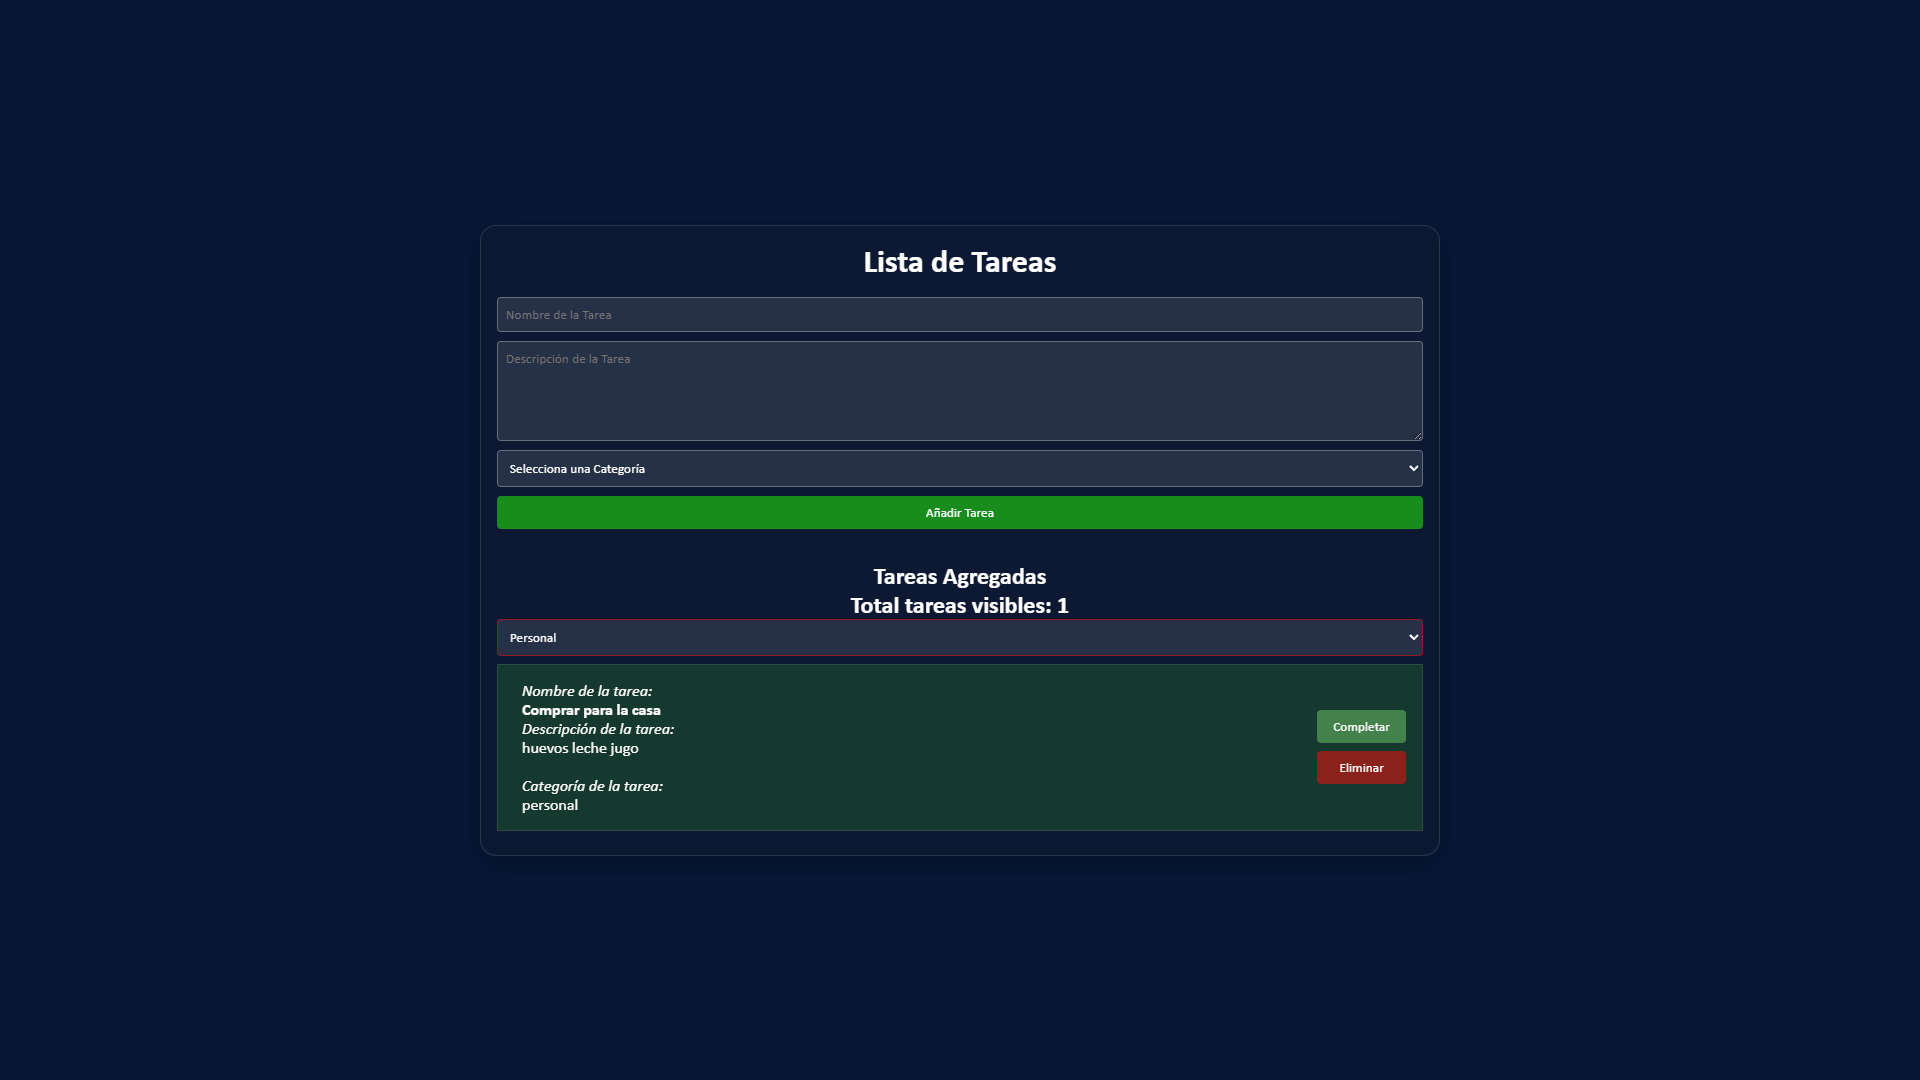 Lista de Tareas
Nombre de la Tarea
Descripción de la Tarea
Selecciona una Categoría
Añadir Tarea
Tareas Agregadas
Total tareas visibles: 1
Personal
Nombre de la tarea:
Comprar para la casa
Descripción de la tarea:
huevos leche jugo
Categoría de la tarea:
personal
Completar
Eliminar